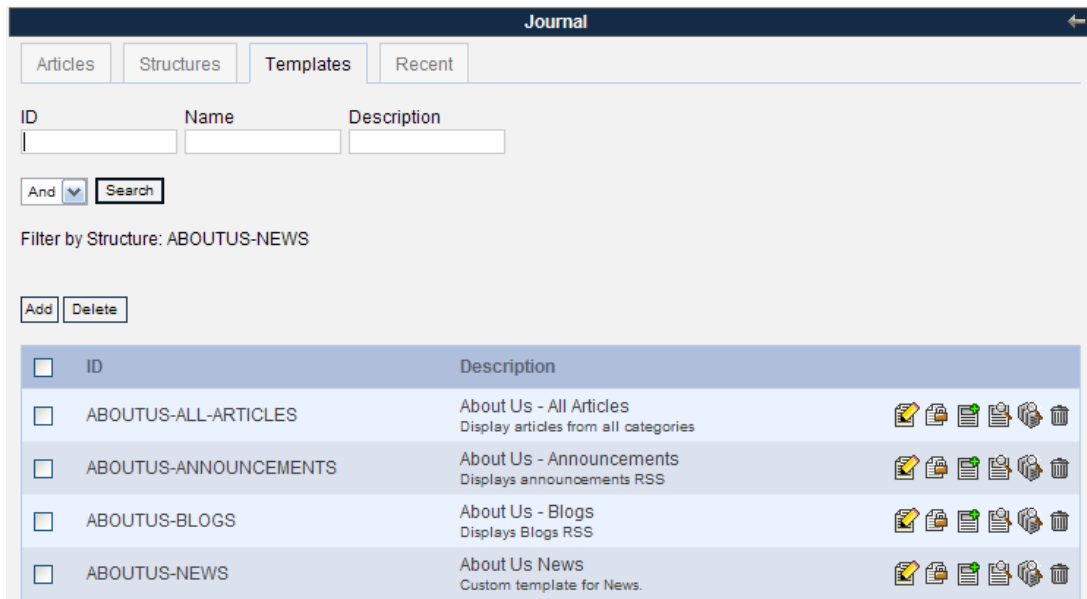 Journal
Articles Structures Templates Recent
ID Name Description
And Search
Filter by Structure: ABOUTUS-NEWS
Add Delete
ID Description
ABOUTUS-ALL-ARTICLES About Us - All Articles
Display articles from all categories
ABOUTUS-ANNOUNCEMENTS About Us - Announcements
Displays announcements RSS
ABOUTUS-BLOGS About Us - Blogs
Displays Blogs RSS
ABOUTUS-NEWS About Us News
Custom template for News.